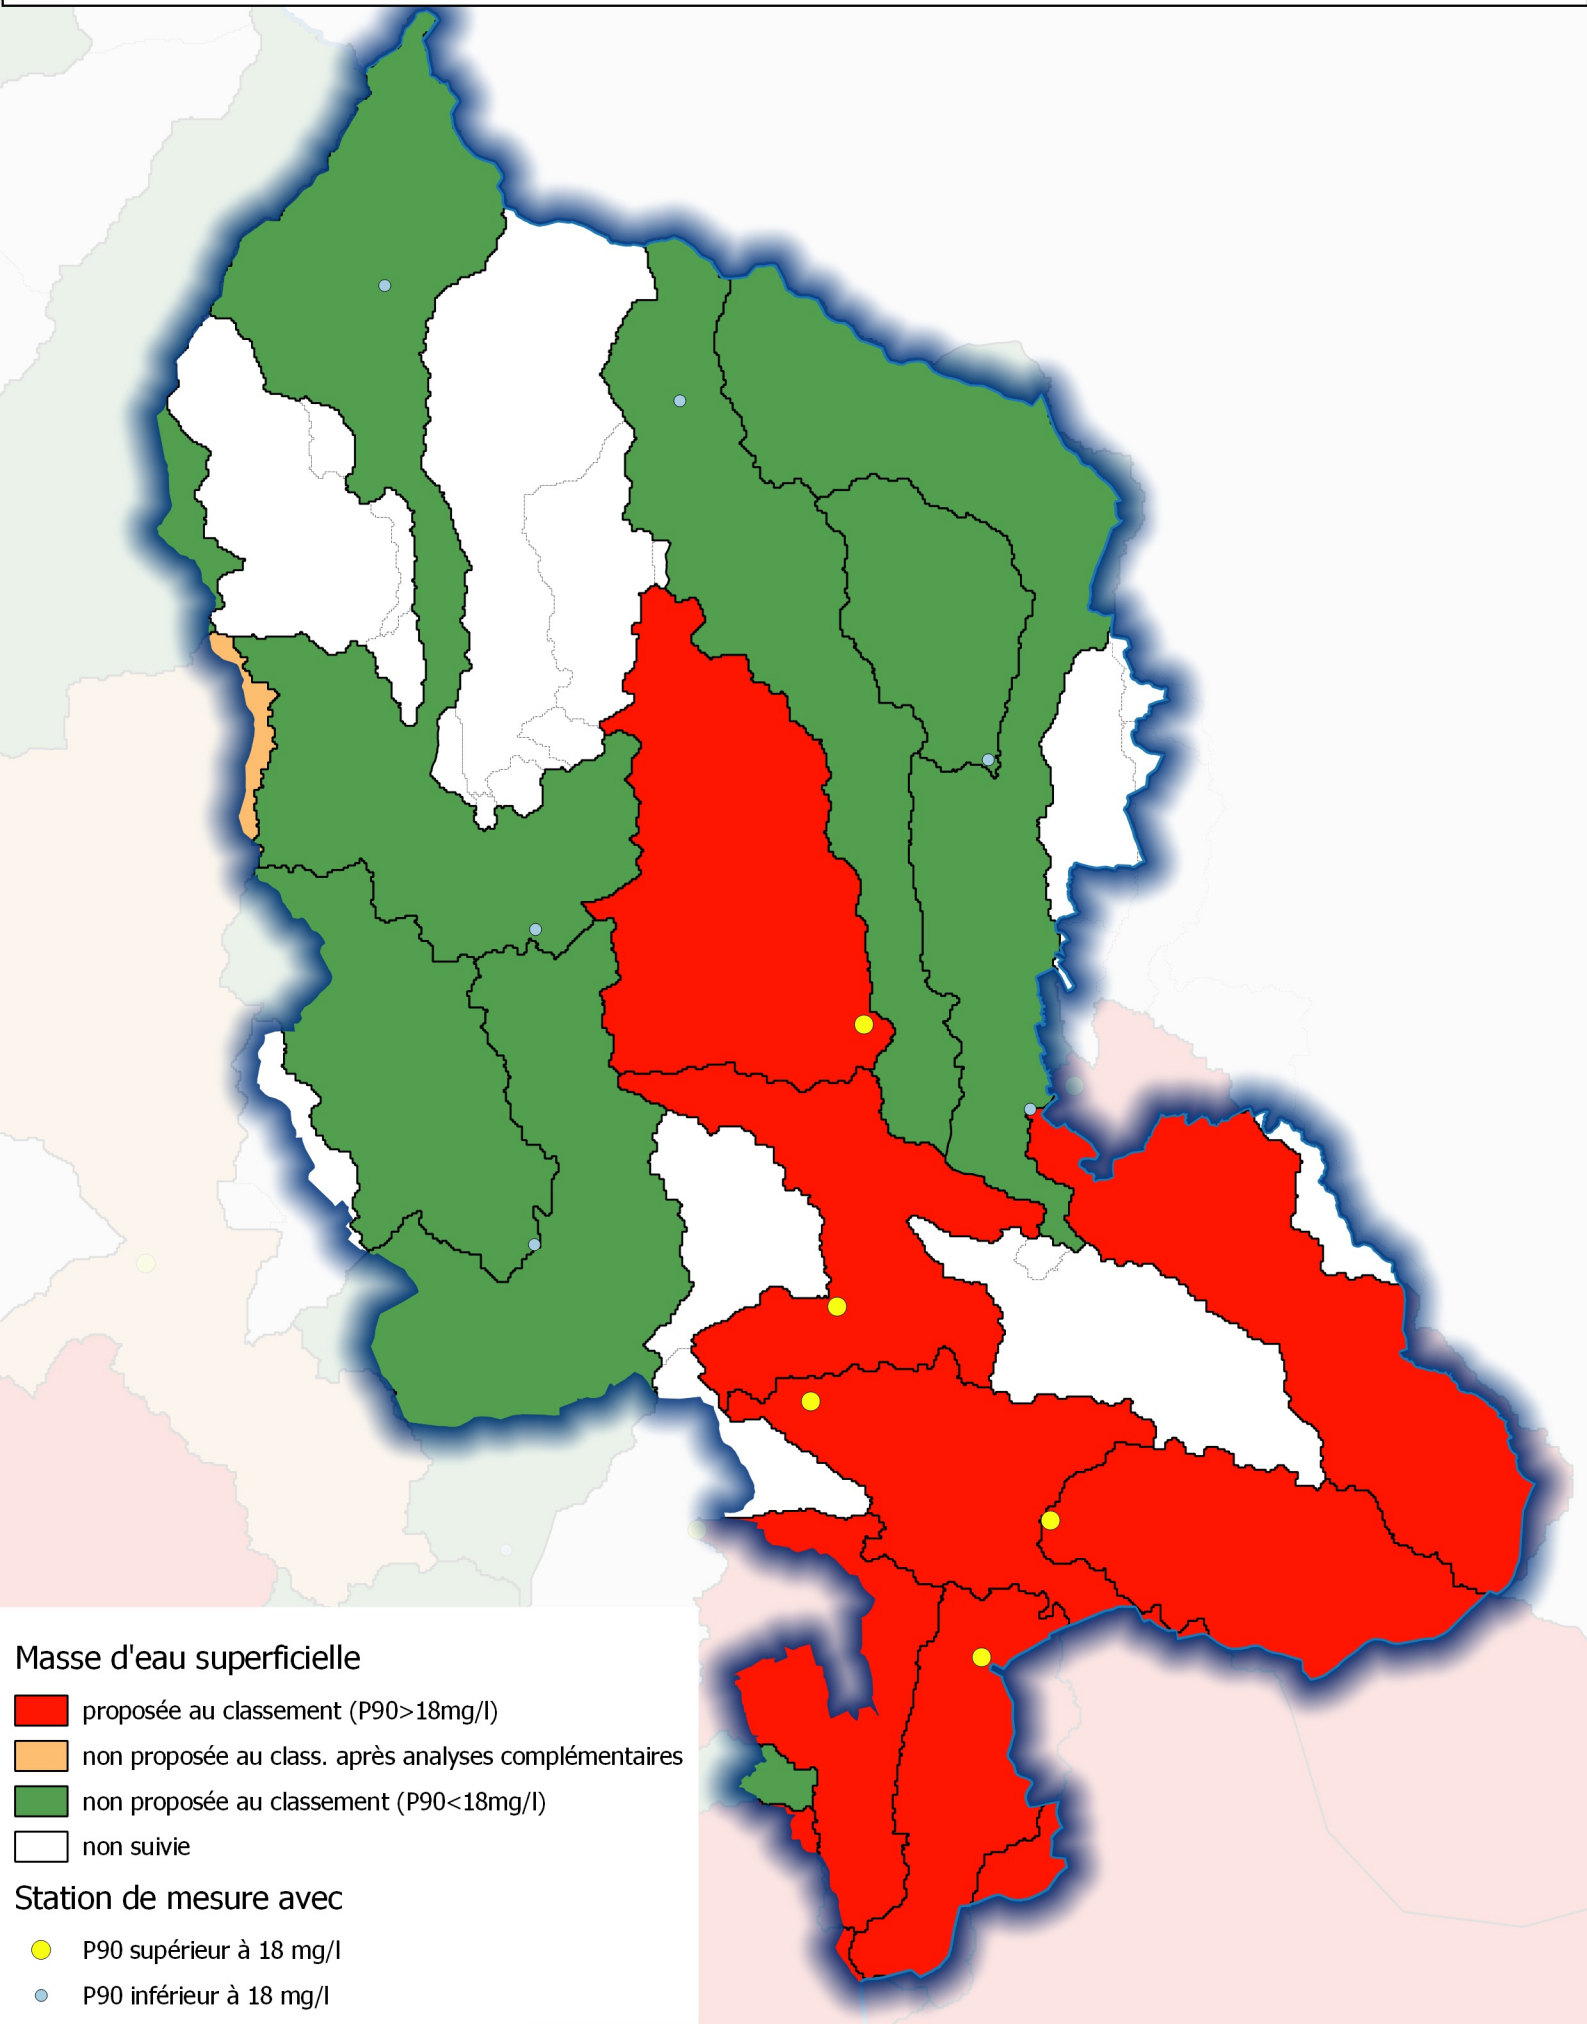 Masse d'eau superficielle
proposée au classement (P90>18mg/l)
non proposée au class. après analyses complémentaires
non proposée au classement (P90<18mg/l)
non suivie
Station de mesure avec
P90 supérieur à 18 mg/l
P90 inférieur à 18 mg/l